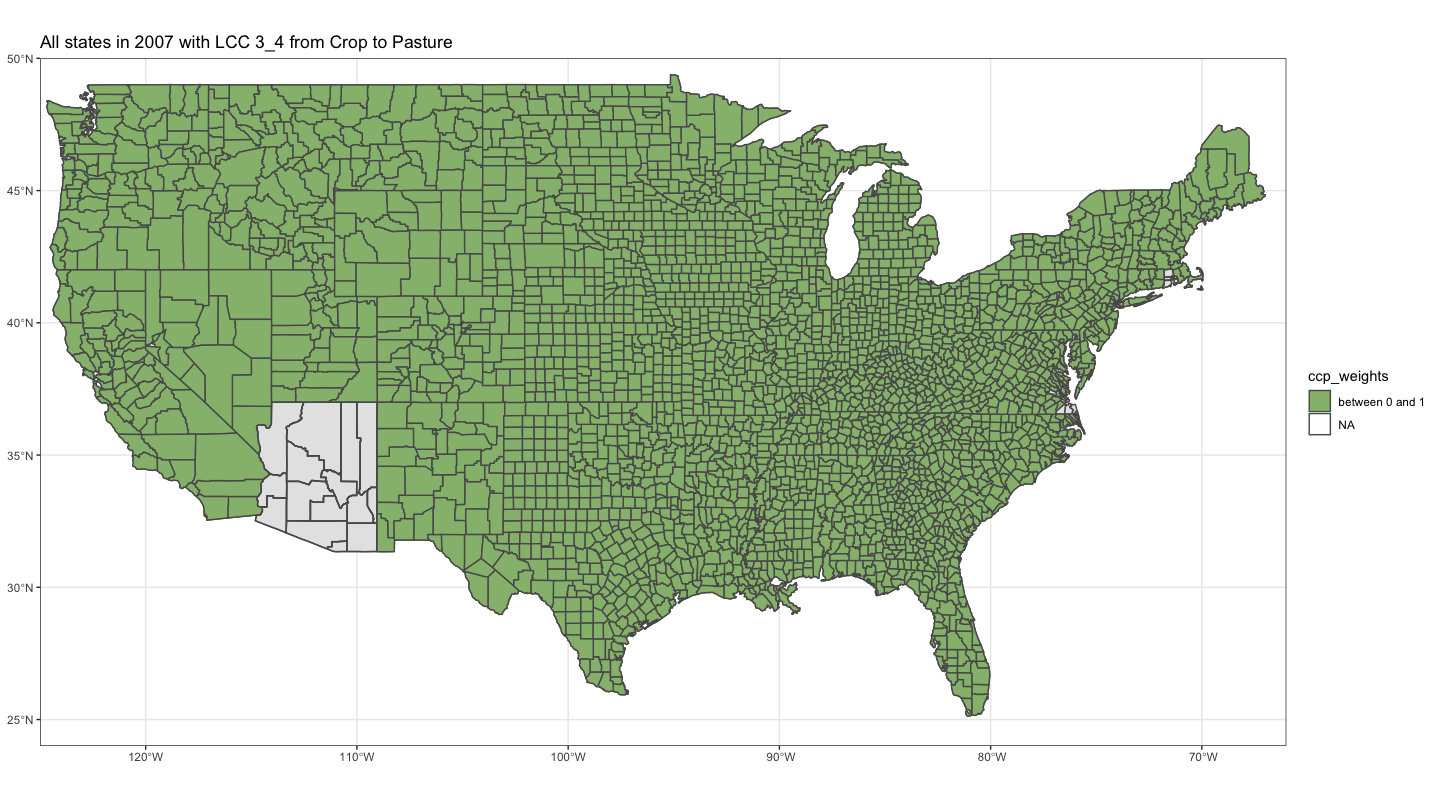 All states in 2007 with LCC 3_4 from Crop to Pasture
50°N
45°N
40°N
35°N
30°N
25°N
120°W
110°W
100°W
90°W
80°W
70°W
ccp_weights
between 0 and 1
NA